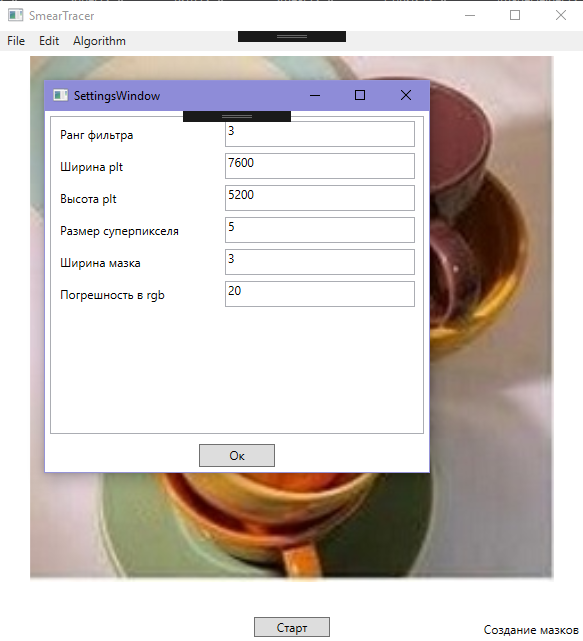 SmearTracer
File Edit Algorithm
SettingsWindow
Ранг фильтра 3
Ширина plt 7600
Высота plt 5200
Размер суперпикселя 5
Ширина мазка 3
Погрешность в rgb 20
Ок
Старт
Создание мазков